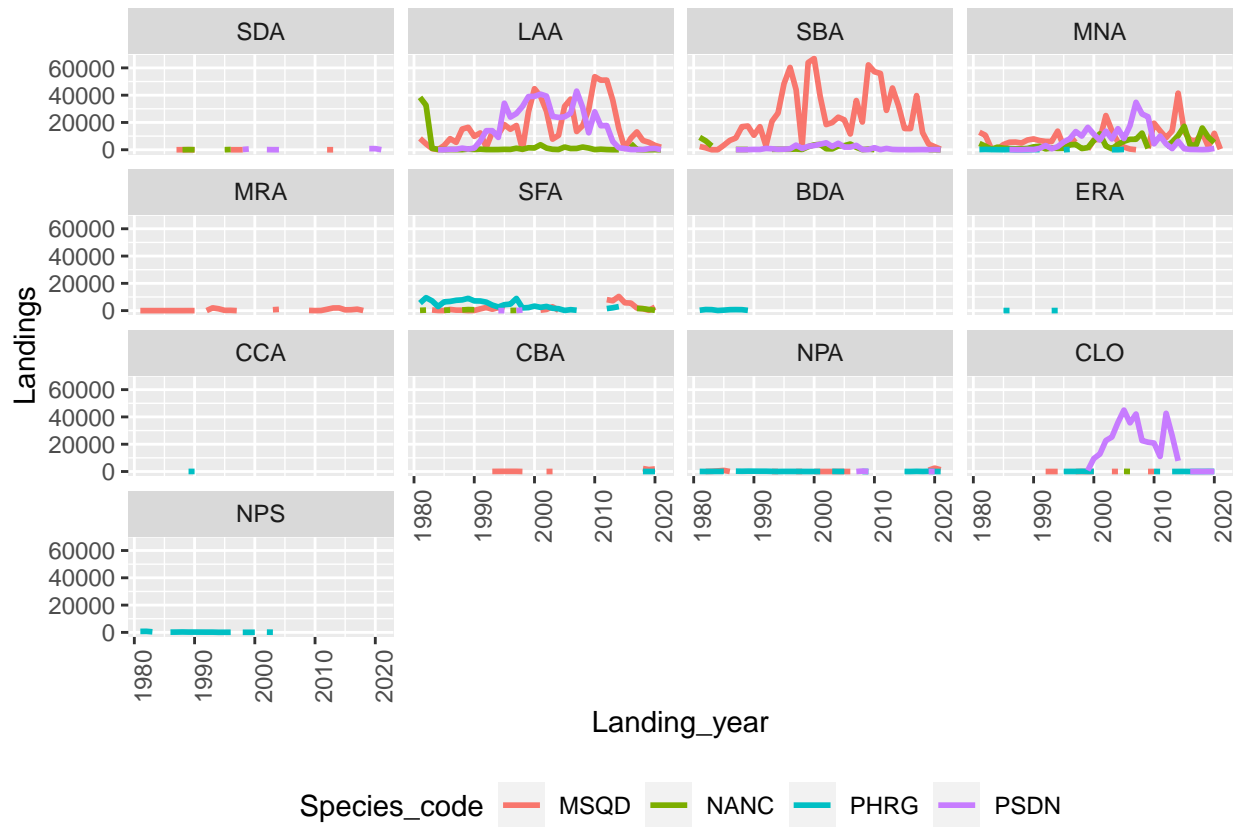 SDA LAA SBA MNA
60000
40000
20000
0
MRA SFA BDA ERA
60000
40000
20000
0
Landings
CCA CBA NPA CLO
60000
40000
20000
0
1980 1990 2000 2010 2020 1980 1990 2000 2010 2020 1980 1990 2000 2010 2020
NPS
60000
40000
20000
0
1980 1990 2000 2010 2020
Landing_year
Species_code MSQD NANC PHRG PSDN